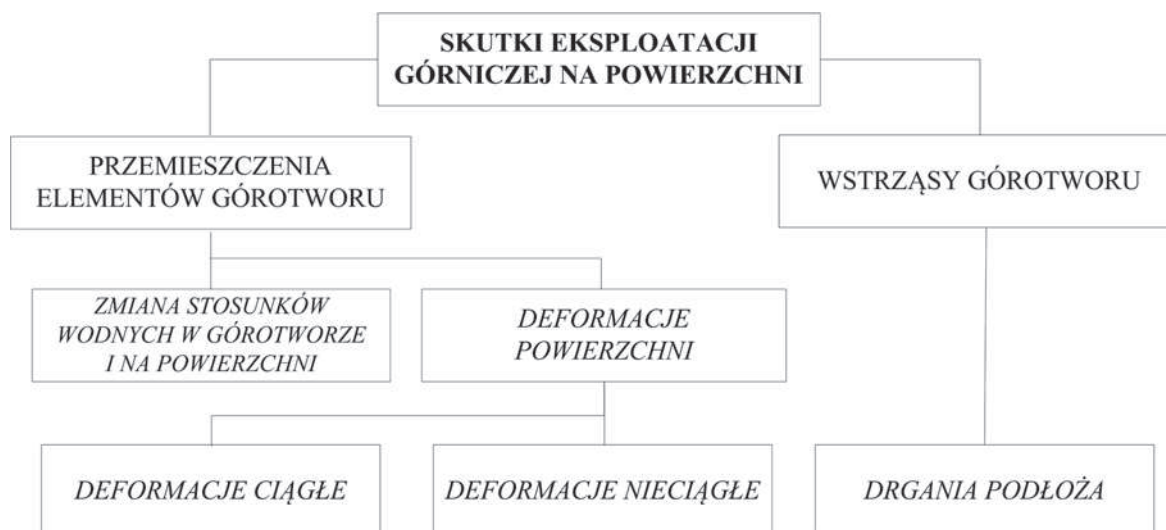 SKUTKI EKSPLOATACJI
GÓRNICZEJ NA POWIERZCHNI
PRZEMIESZCZENIA
ELEMENTÓW GÓROTWORU
WSTRZĄSY GÓROTWORU
ZMIANA STOSUNKÓW
WODNYCH W GÓROTWORZE
I NA POWIERZCHNI
DEFORMACJE
POWIERZCHNI
DEFORMACJE CIĄGŁE
DEFORMACJE NIECIĄGŁE
DRGANIA PODŁOŻA